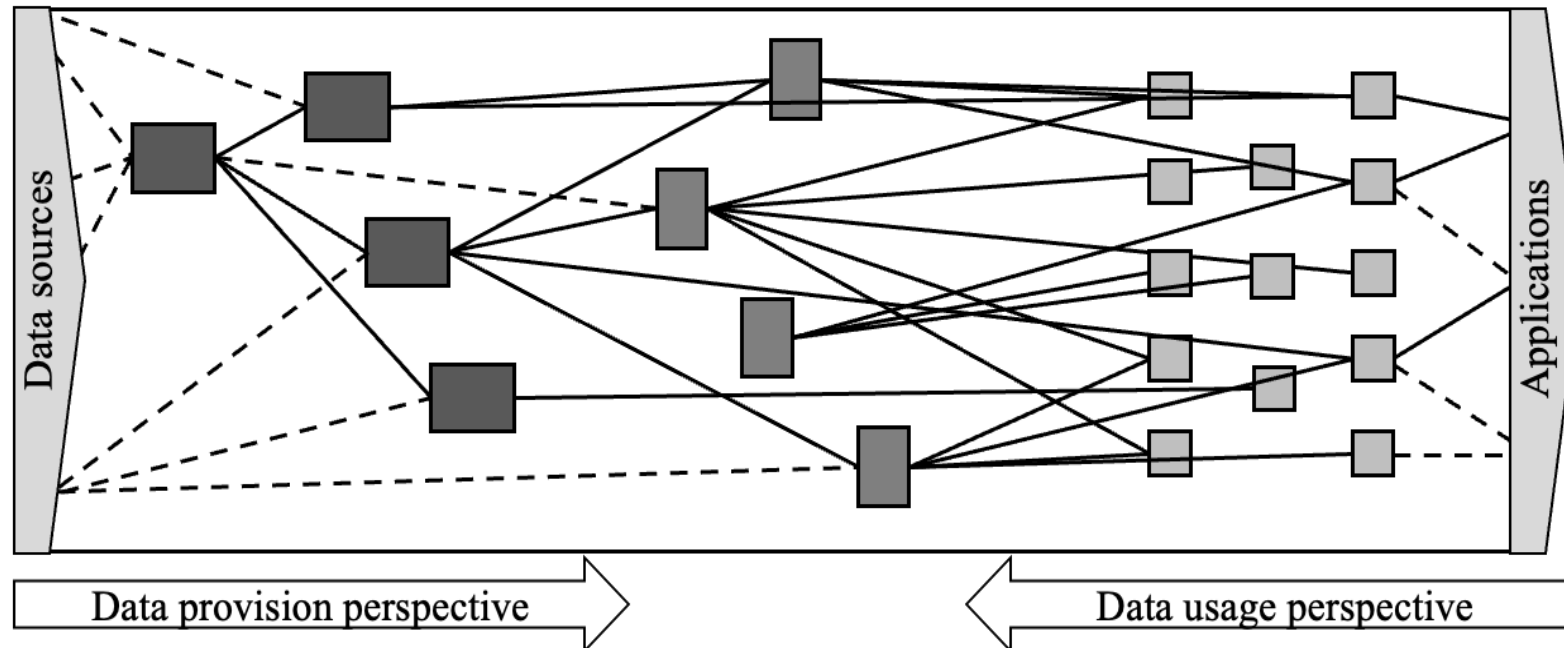 Data sources
Applications
Data provision perspective
Data usage perspective